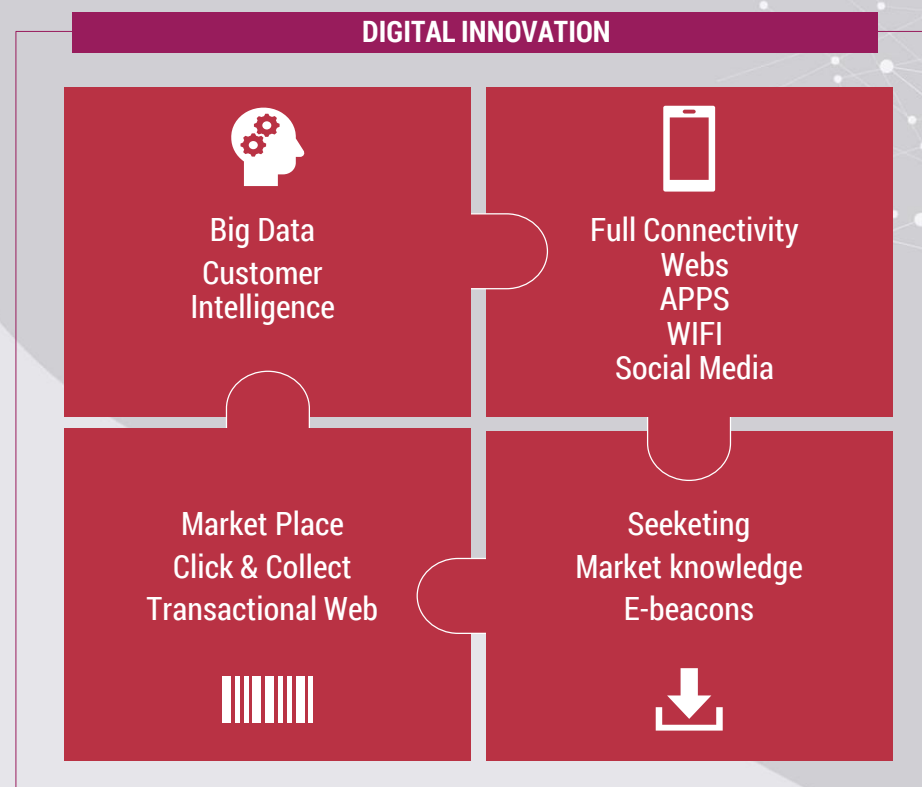 DIGITAL INNOVATION
Big Data
Customer
Intelligence
Full Connectivity
Webs
APPS
WIFI
Social Media
Market Place
Click & Collect
Transactional Web
Seeketing
Market knowledge
E-beacons